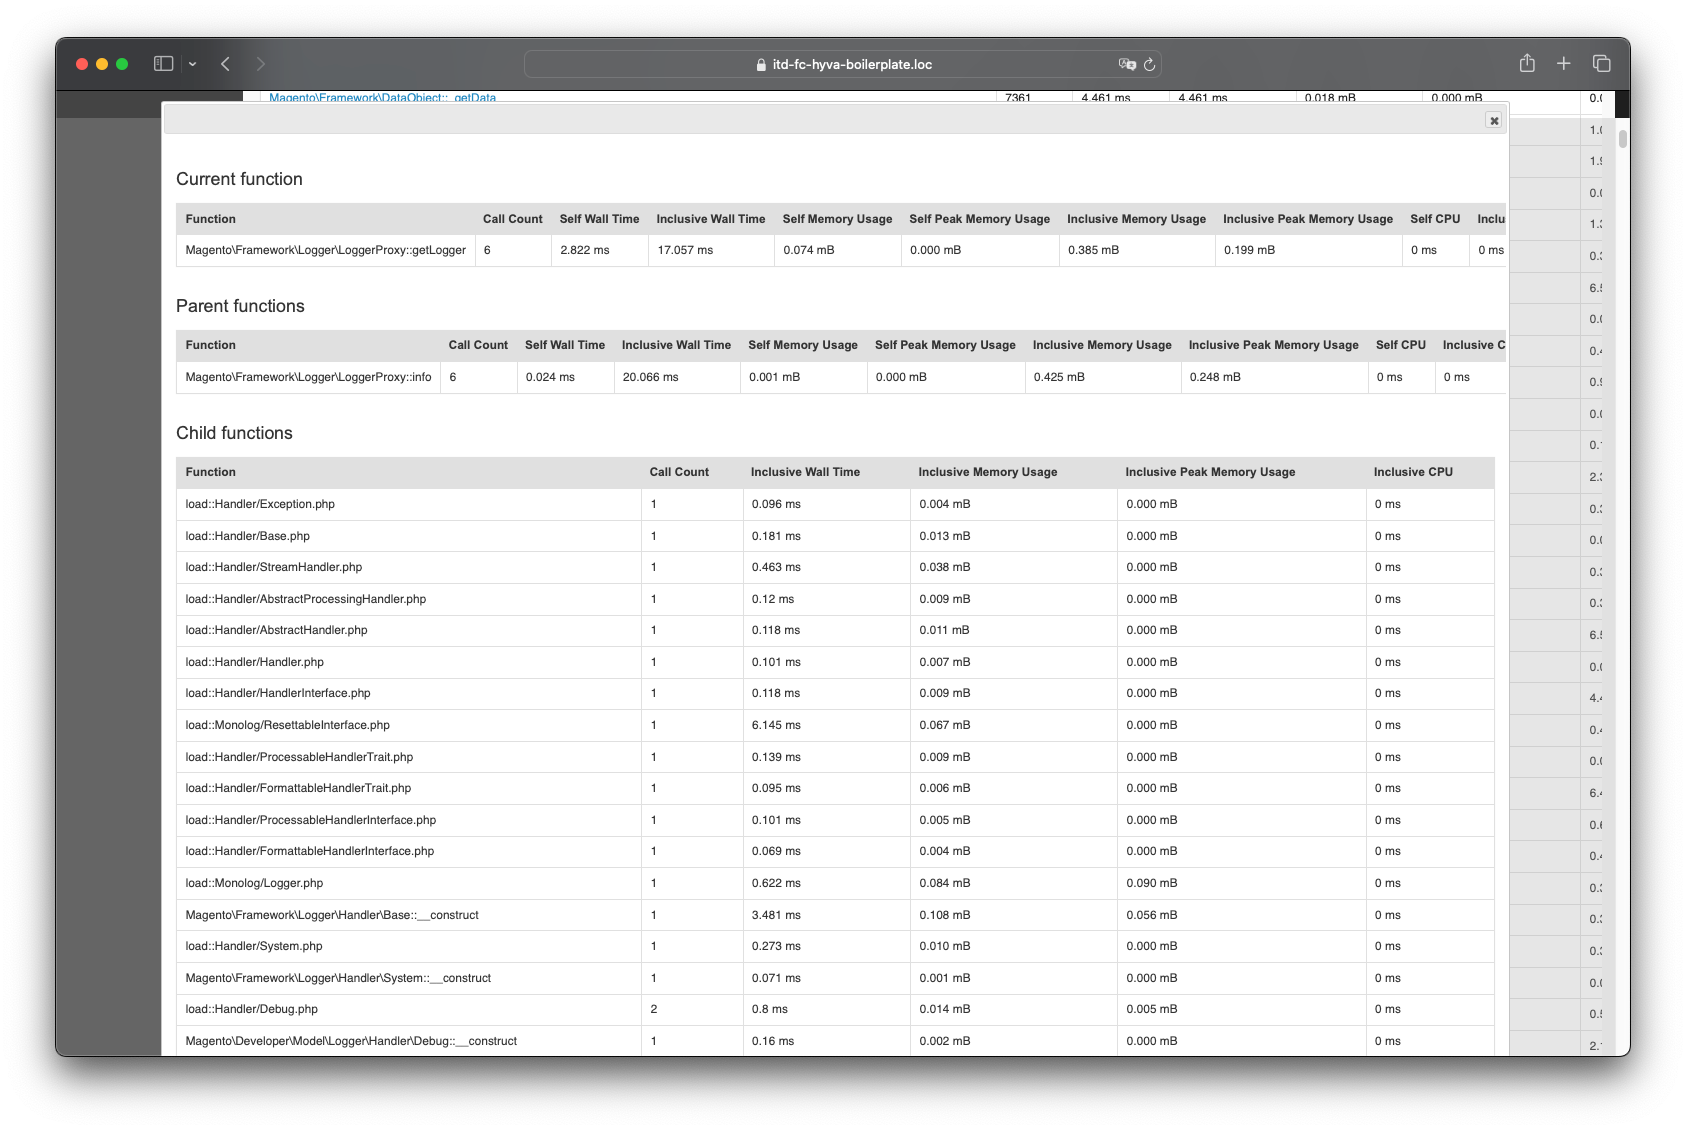 itd-fc-hyva-boilerplate.loc
Magento\Framework\DataObject::_getData 7361 4.461 ms 4.461 ms 0.018 mB 0.000 mB
Current function
Function Call Count Self Wall Time Inclusive Wall Time Self Memory Usage Self Peak Memory Usage Inclusive Memory Usage Inclusive Peak Memory Usage Self CPU Inclu
Magento\Framework\Logger\LoggerProxy::getLogger 6 2.822 ms 17.057 ms 0.074 mB 0.000 mB 0.385 mB 0.199 mB 0 ms 0 ms
Parent functions
Function Call Count Self Wall Time Inclusive Wall Time Self Memory Usage Self Peak Memory Usage Inclusive Memory Usage Inclusive Peak Memory Usage Self CPU Inclusive C
Magento\Framework\Logger\LoggerProxy::info 6 0.024 ms 20.066 ms 0.001 mB 0.000 mB 0.425 mB 0.248 mB 0 ms 0 ms
Child functions
Function Call Count Inclusive Wall Time Inclusive Memory Usage Inclusive Peak Memory Usage Inclusive CPU
load::Handler/Exception.php 1 0.096 ms 0.004 mB 0.000 mB 0 ms
load::Handler/Base.php 1 0.181 ms 0.013 mB 0.000 mB 0 ms
load::Handler/StreamHandler.php 1 0.463 ms 0.038 mB 0.000 mB 0 ms
load::Handler/AbstractProcessingHandler.php 1 0.12 ms 0.009 mB 0.000 mB 0 ms
load::Handler/AbstractHandler.php 1 0.118 ms 0.011 mB 0.000 mB 0 ms
load::Handler/Handler.php 1 0.101 ms 0.007 mB 0.000 mB 0 ms
load::Handler/HandlerInterface.php 1 0.118 ms 0.009 mB 0.000 mB 0 ms
load::Monolog/ResettableInterface.php 1 6.145 ms 0.067 mB 0.000 mB 0 ms
load::Handler/ProcessableHandlerTrait.php 1 0.139 ms 0.009 mB 0.000 mB 0 ms
load::Handler/FormattableHandlerTrait.php 1 0.095 ms 0.006 mB 0.000 mB 0 ms
load::Handler/ProcessableHandlerInterface.php 1 0.101 ms 0.005 mB 0.000 mB 0 ms
load::Handler/FormattableHandlerInterface.php 1 0.069 ms 0.004 mB 0.000 mB 0 ms
load::Monolog/Logger.php 1 0.622 ms 0.084 mB 0.090 mB 0 ms
Magento\Framework\Logger\Handler\Base::__construct 1 3.481 ms 0.108 mB 0.056 mB 0 ms
load::Handler/System.php 1 0.273 ms 0.010 mB 0.000 mB 0 ms
Magento\Framework\Logger\Handler\System::__construct 1 0.071 ms 0.001 mB 0.000 mB 0 ms
load::Handler/Debug.php 2 0.8 ms 0.014 mB 0.005 mB 0 ms
Magento\Developer\Model\Logger\Handler\Debug::__construct 1 0.16 ms 0.002 mB 0.000 mB 0 ms